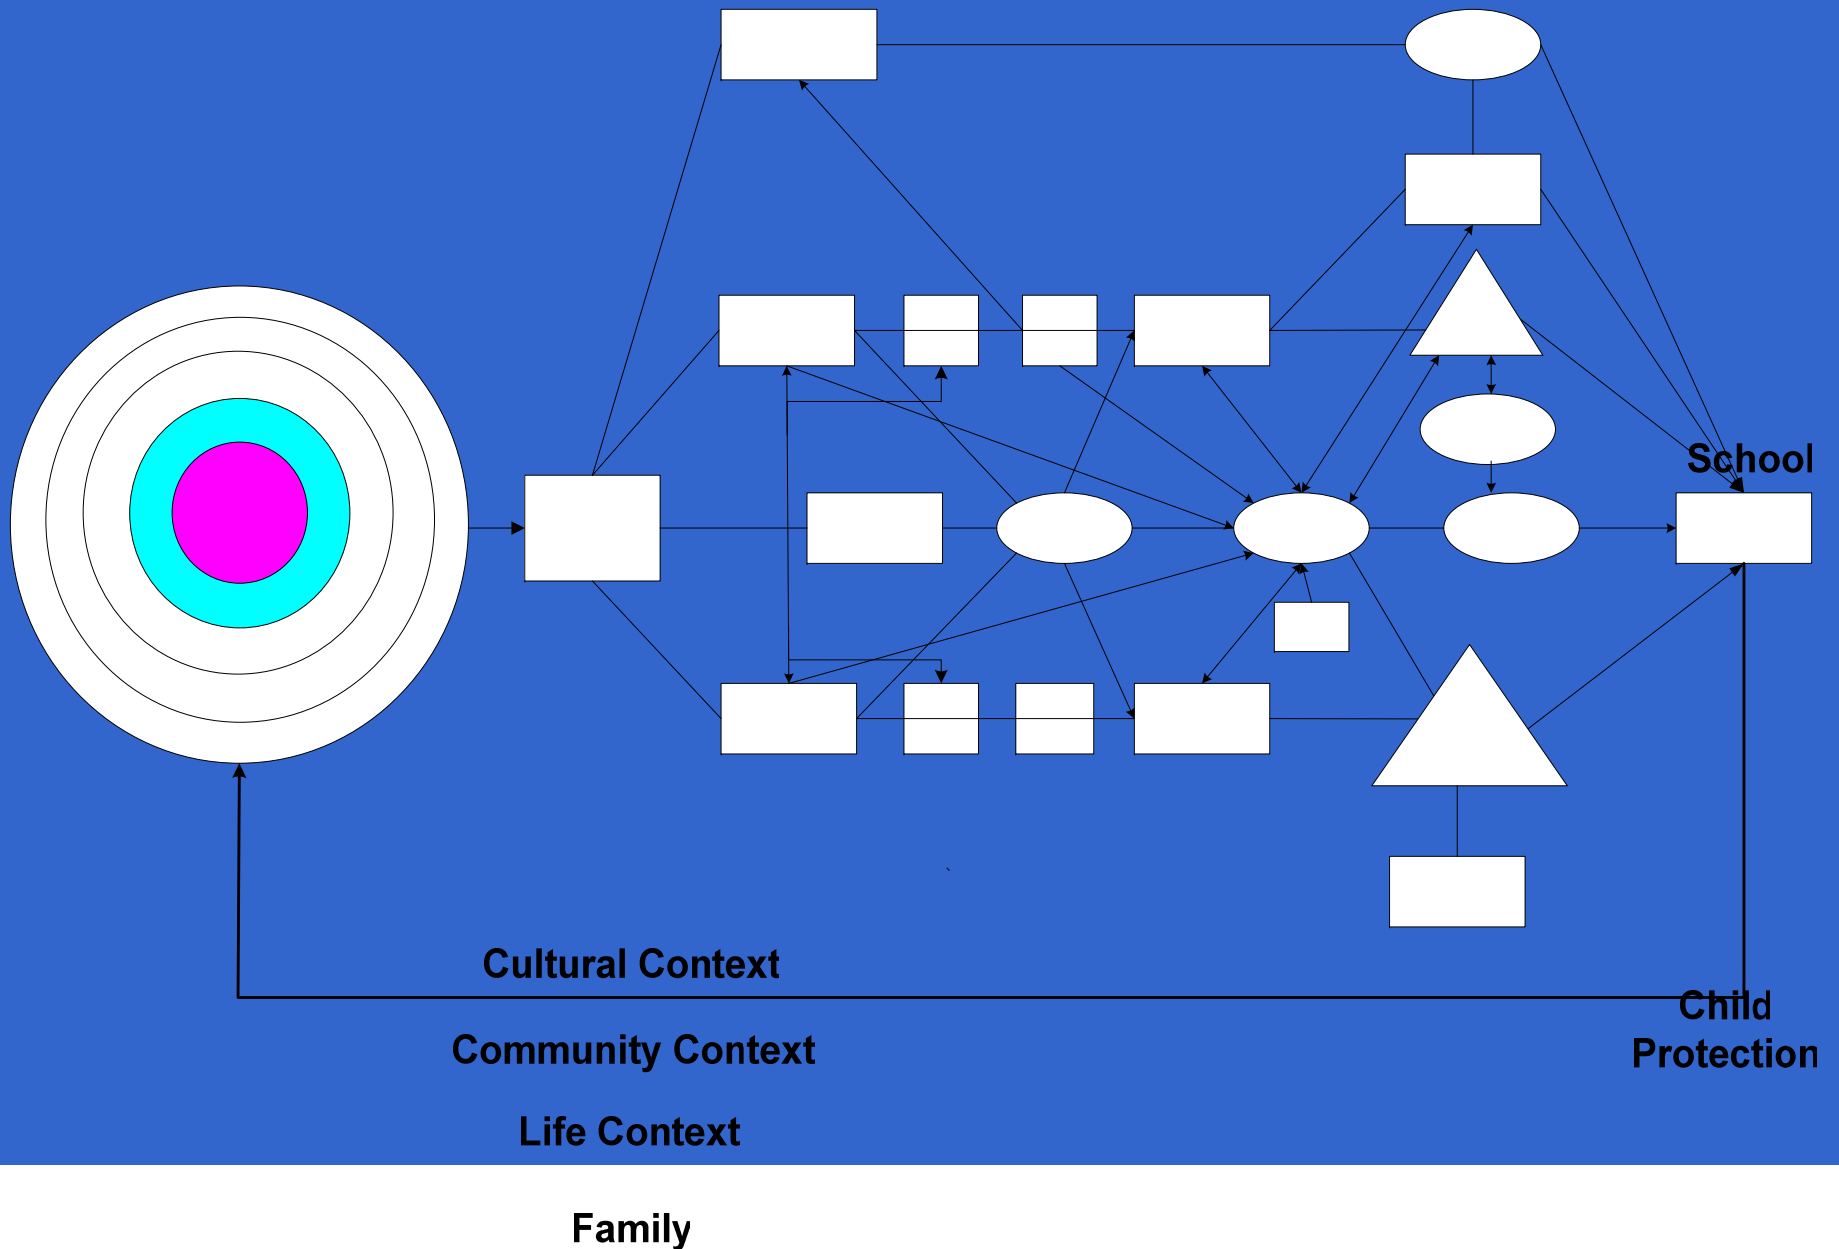 School
Cultural Context
Child
Protection
Community Context
Life Context
Family